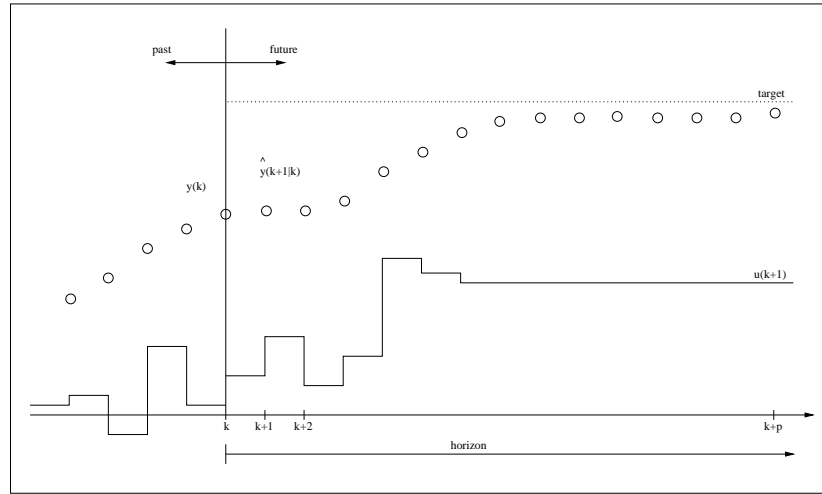 past
future
target
^
y(k+1|k)
y(k)
u(k+1)
k
k+1
k+2
k+p
horizon